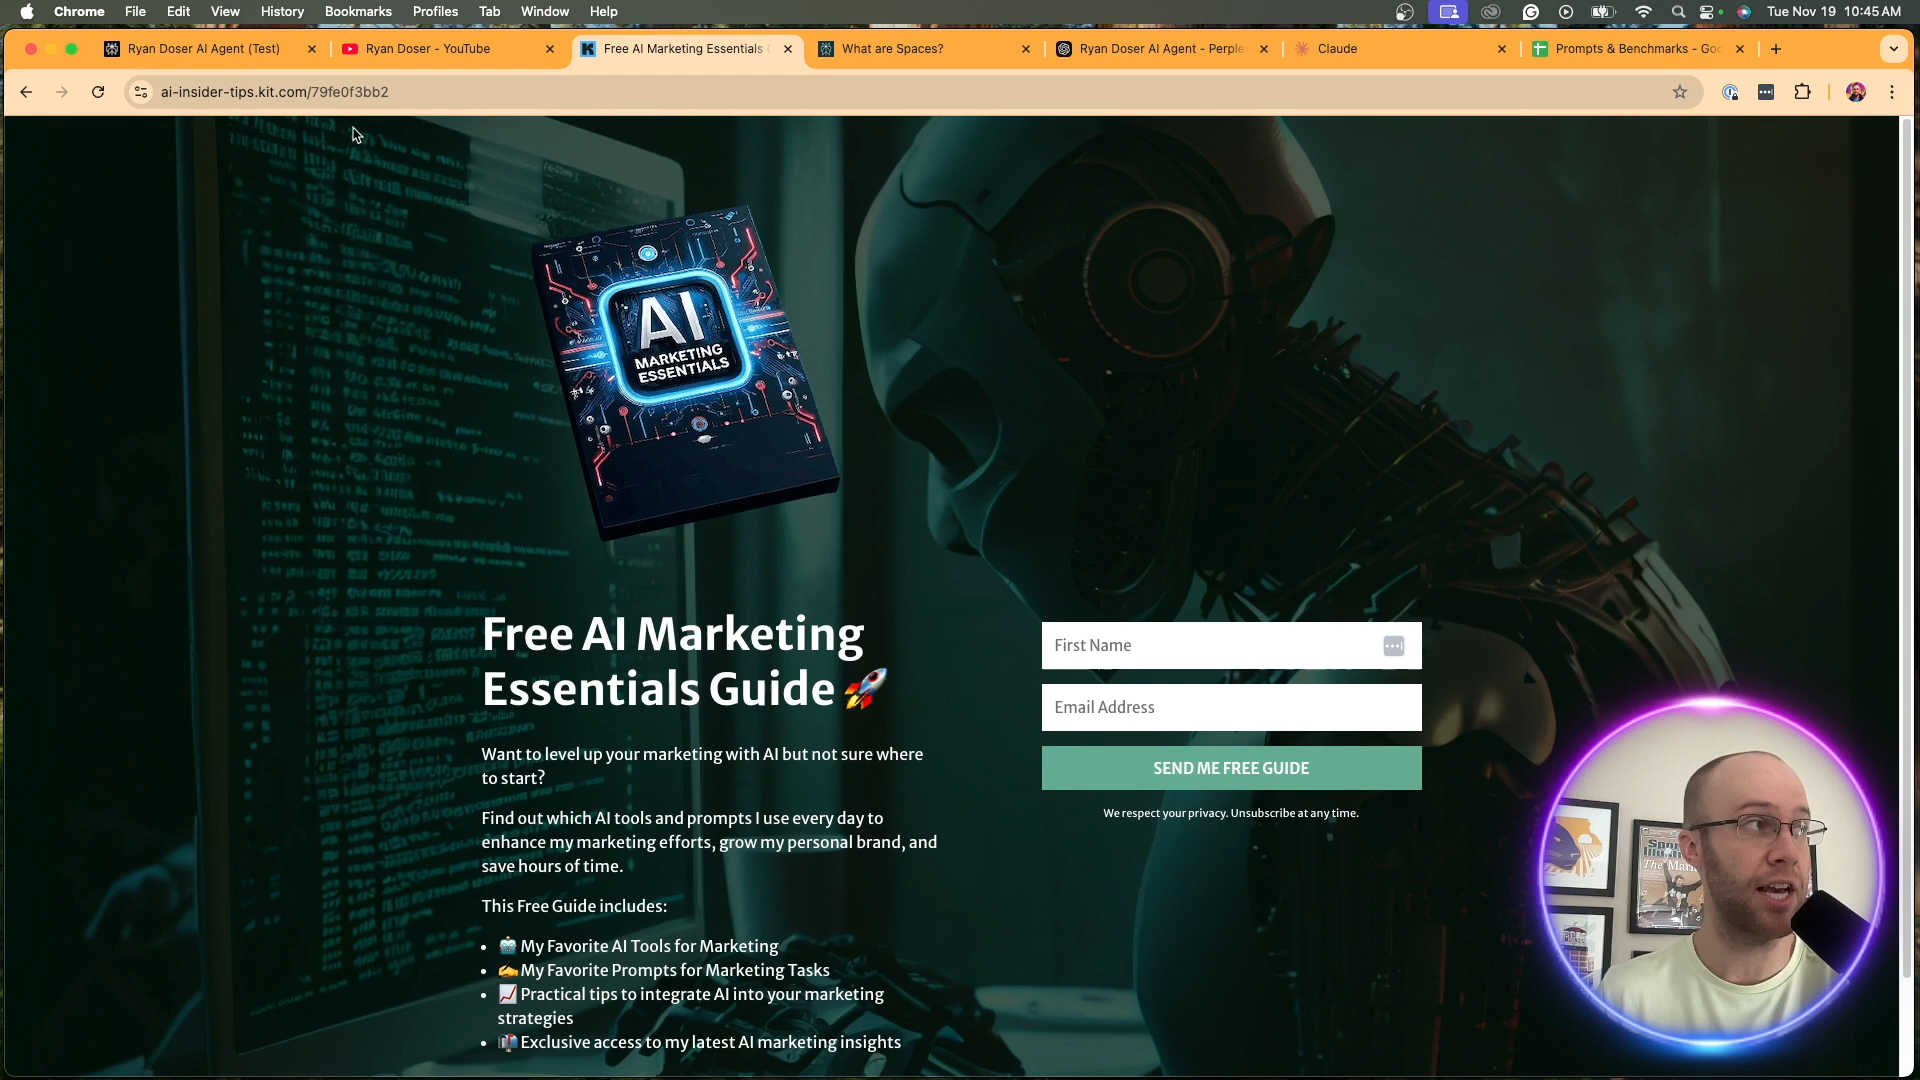 Chrome File Edit View History Bookmarks Profiles Tab Window Help Tue Nov 19 10:45 AM
Ryan Doser AI Agent (Test) Ryan Doser - YouTube Free AI Marketing Essentials What are Spaces? Ryan Doser AI Agent - Perple Claude Prompts & Benchmarks - Goo
ai-insider-tips.kit.com/79fe0f3bb2
AI
MARKETING
ESSENTIALS
Free AI Marketing
Essentials Guide 🚀
Want to level up your marketing with AI but not sure where
to start?
Find out which AI tools and prompts I use every day to
enhance my marketing efforts, grow my personal brand, and
save hours of time.
This Free Guide includes:
• 🤖 My Favorite AI Tools for Marketing
• ✍️ My Favorite Prompts for Marketing Tasks
• 📈 Practical tips to integrate AI into your marketing
strategies
• 📬 Exclusive access to my latest AI marketing insights
First Name
Email Address
SEND ME FREE GUIDE
We respect your privacy. Unsubscribe at any time.